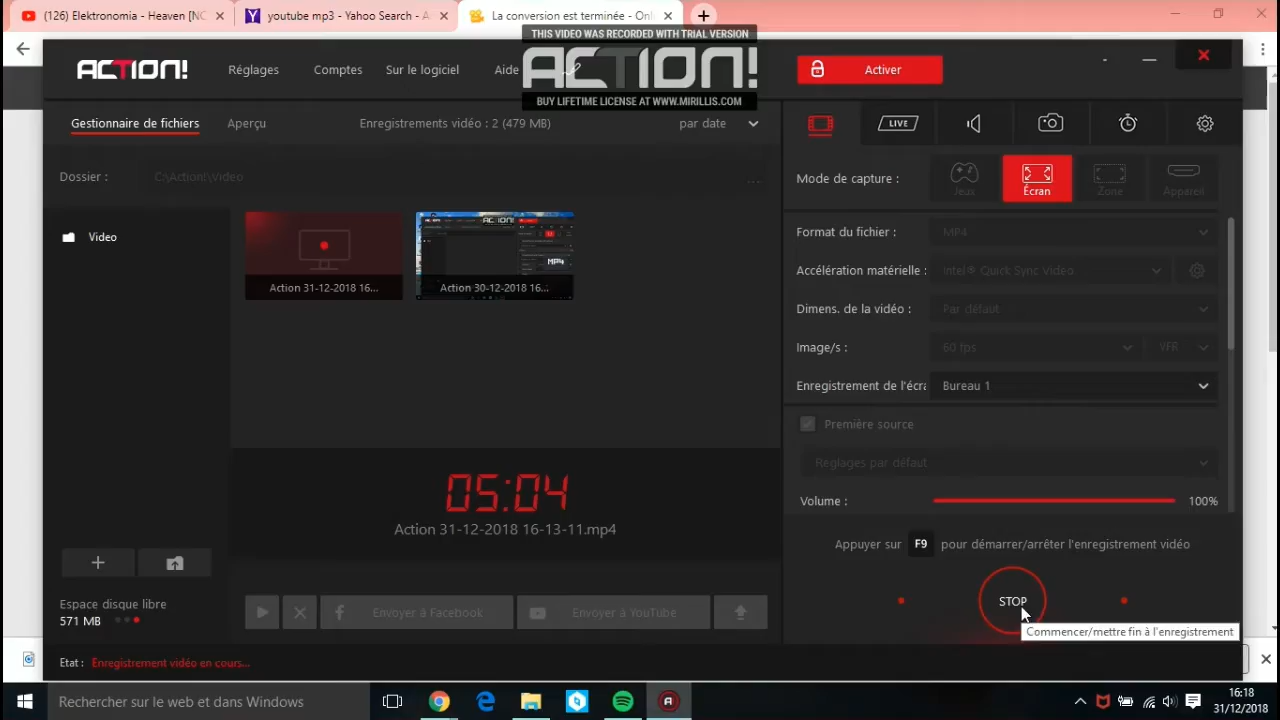 (126) Elektronomia - Heaven [NC
youtube mp3 - Yahoo Search - A
La conversion est terminée - Onl
THIS VIDEO WAS RECORDED WITH TRIAL VERSION
ACTION!
BUY LIFETIME LICENSE AT WWW.MIRILLIS.COM
ACTION!
Réglages
Comptes
Sur le logiciel
Aide
Activer
Gestionnaire de fichiers
Aperçu
Enregistrements vidéo : 2 (479 MB)
par date
LIVE
Dossier :
C:\Action!\Video
...
Mode de capture :
Jeux
Écran
Zone
Appareil
Video
Action 31-12-2018 16...
MP4
Action 30-12-2018 16...
Format du fichier :
MP4
Accélération matérielle :
Intel® Quick Sync Video
Dimens. de la vidéo :
Par défaut
Image/s :
60 fps
VFR
Enregistrement de l'écra
Bureau 1
Première source
Reglages par défaut
Volume :
100%
05:04
Action 31-12-2018 16-13-11.mp4
Appuyer sur F9 pour démarrer/arrêter l'enregistrement vidéo
STOP
Commencer/mettre fin à l'enregistrement
Espace disque libre
571 MB
Envoyer à Facebook
Envoyer à YouTube
Etat : Enregistrement vidéo en cours...
Rechercher sur le web et dans Windows
16:18
31/12/2018